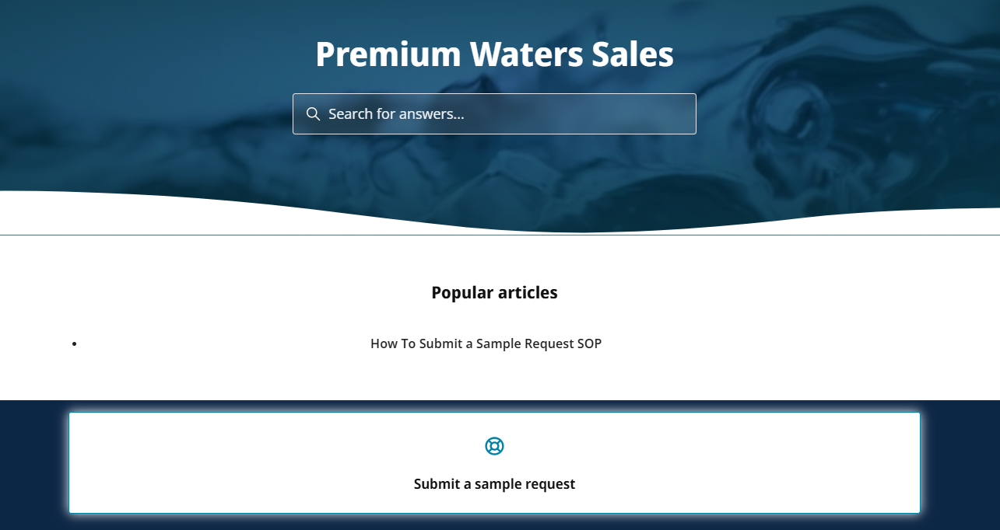 Premium Waters Sales
Search for answers...
Popular articles
How To Submit a Sample Request SOP
Submit a sample request